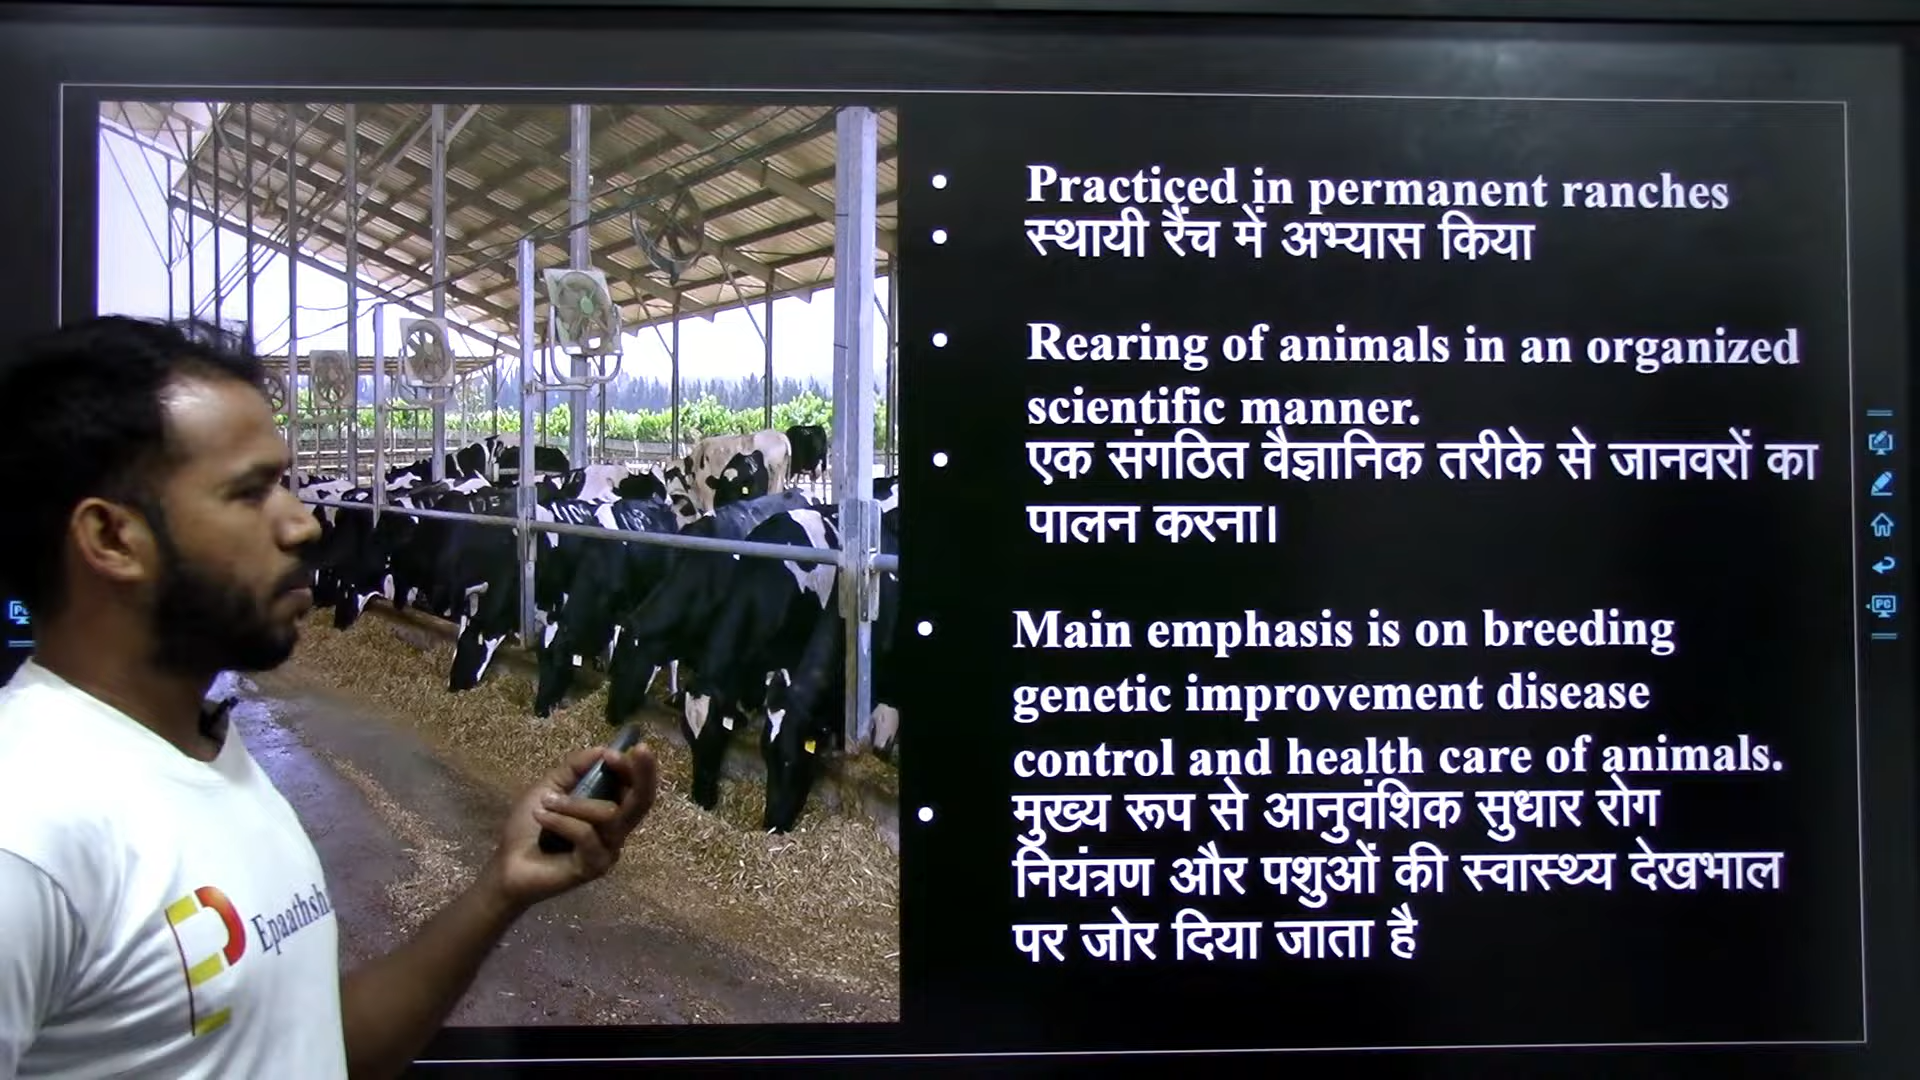 • Practiced in permanent ranches
• स्थायी रैंच में अभ्यास किया
• Rearing of animals in an organized
scientific manner.
• एक संगठित वैज्ञानिक तरीके से जानवरों का
पालन करना।
• Main emphasis is on breeding
genetic improvement disease
control and health care of animals.
• मुख्य रूप से आनुवंशिक सुधार रोग
नियंत्रण और पशुओं की स्वास्थ्य देखभाल
पर जोर दिया जाता है
PC